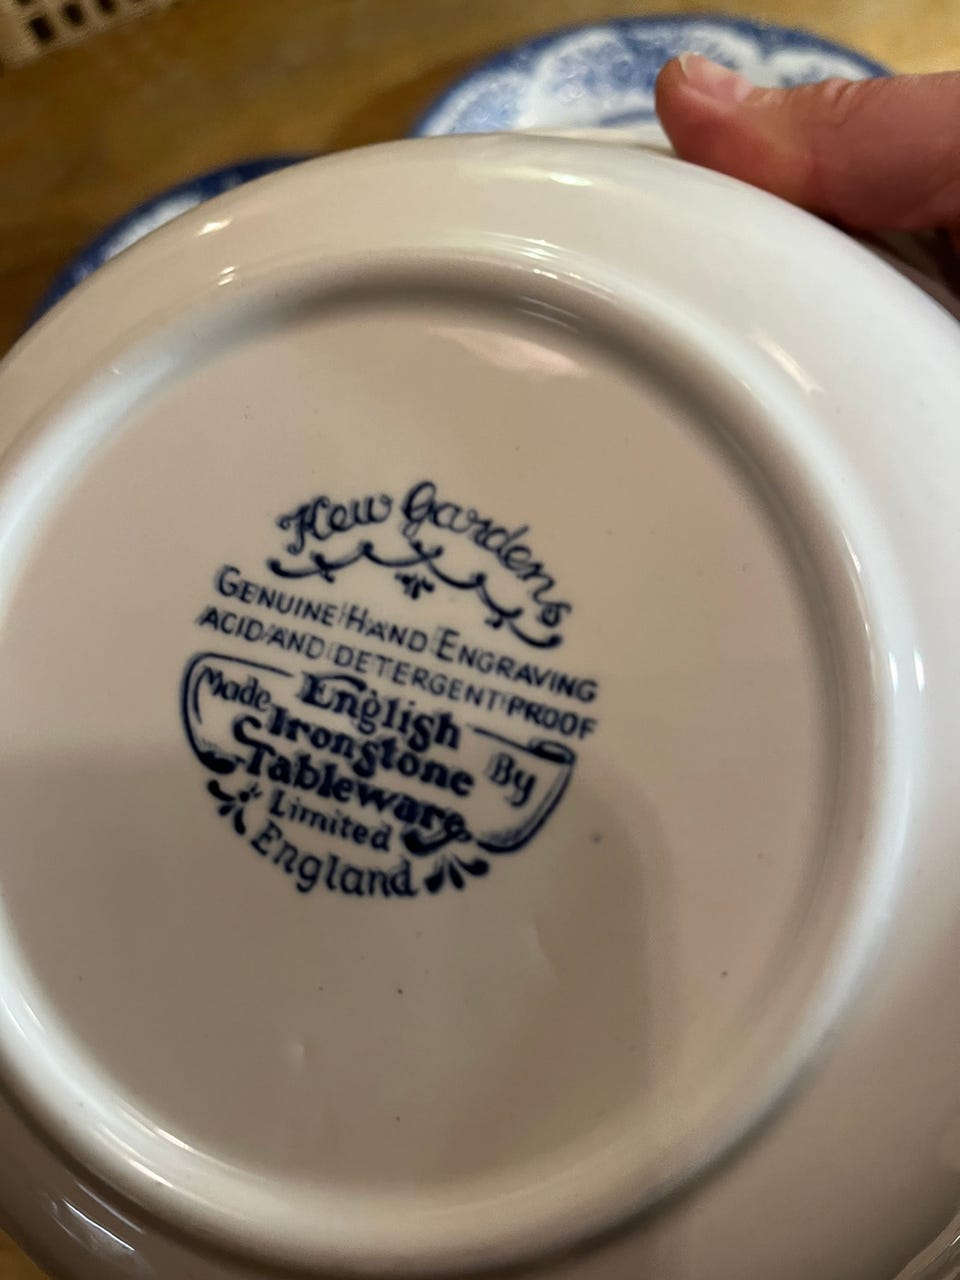 Kew Gardens
GENUINE HAND ENGRAVING
ACID AND DETERGENT PROOF
Made English By
Ironstone
Tableware
Limited
England